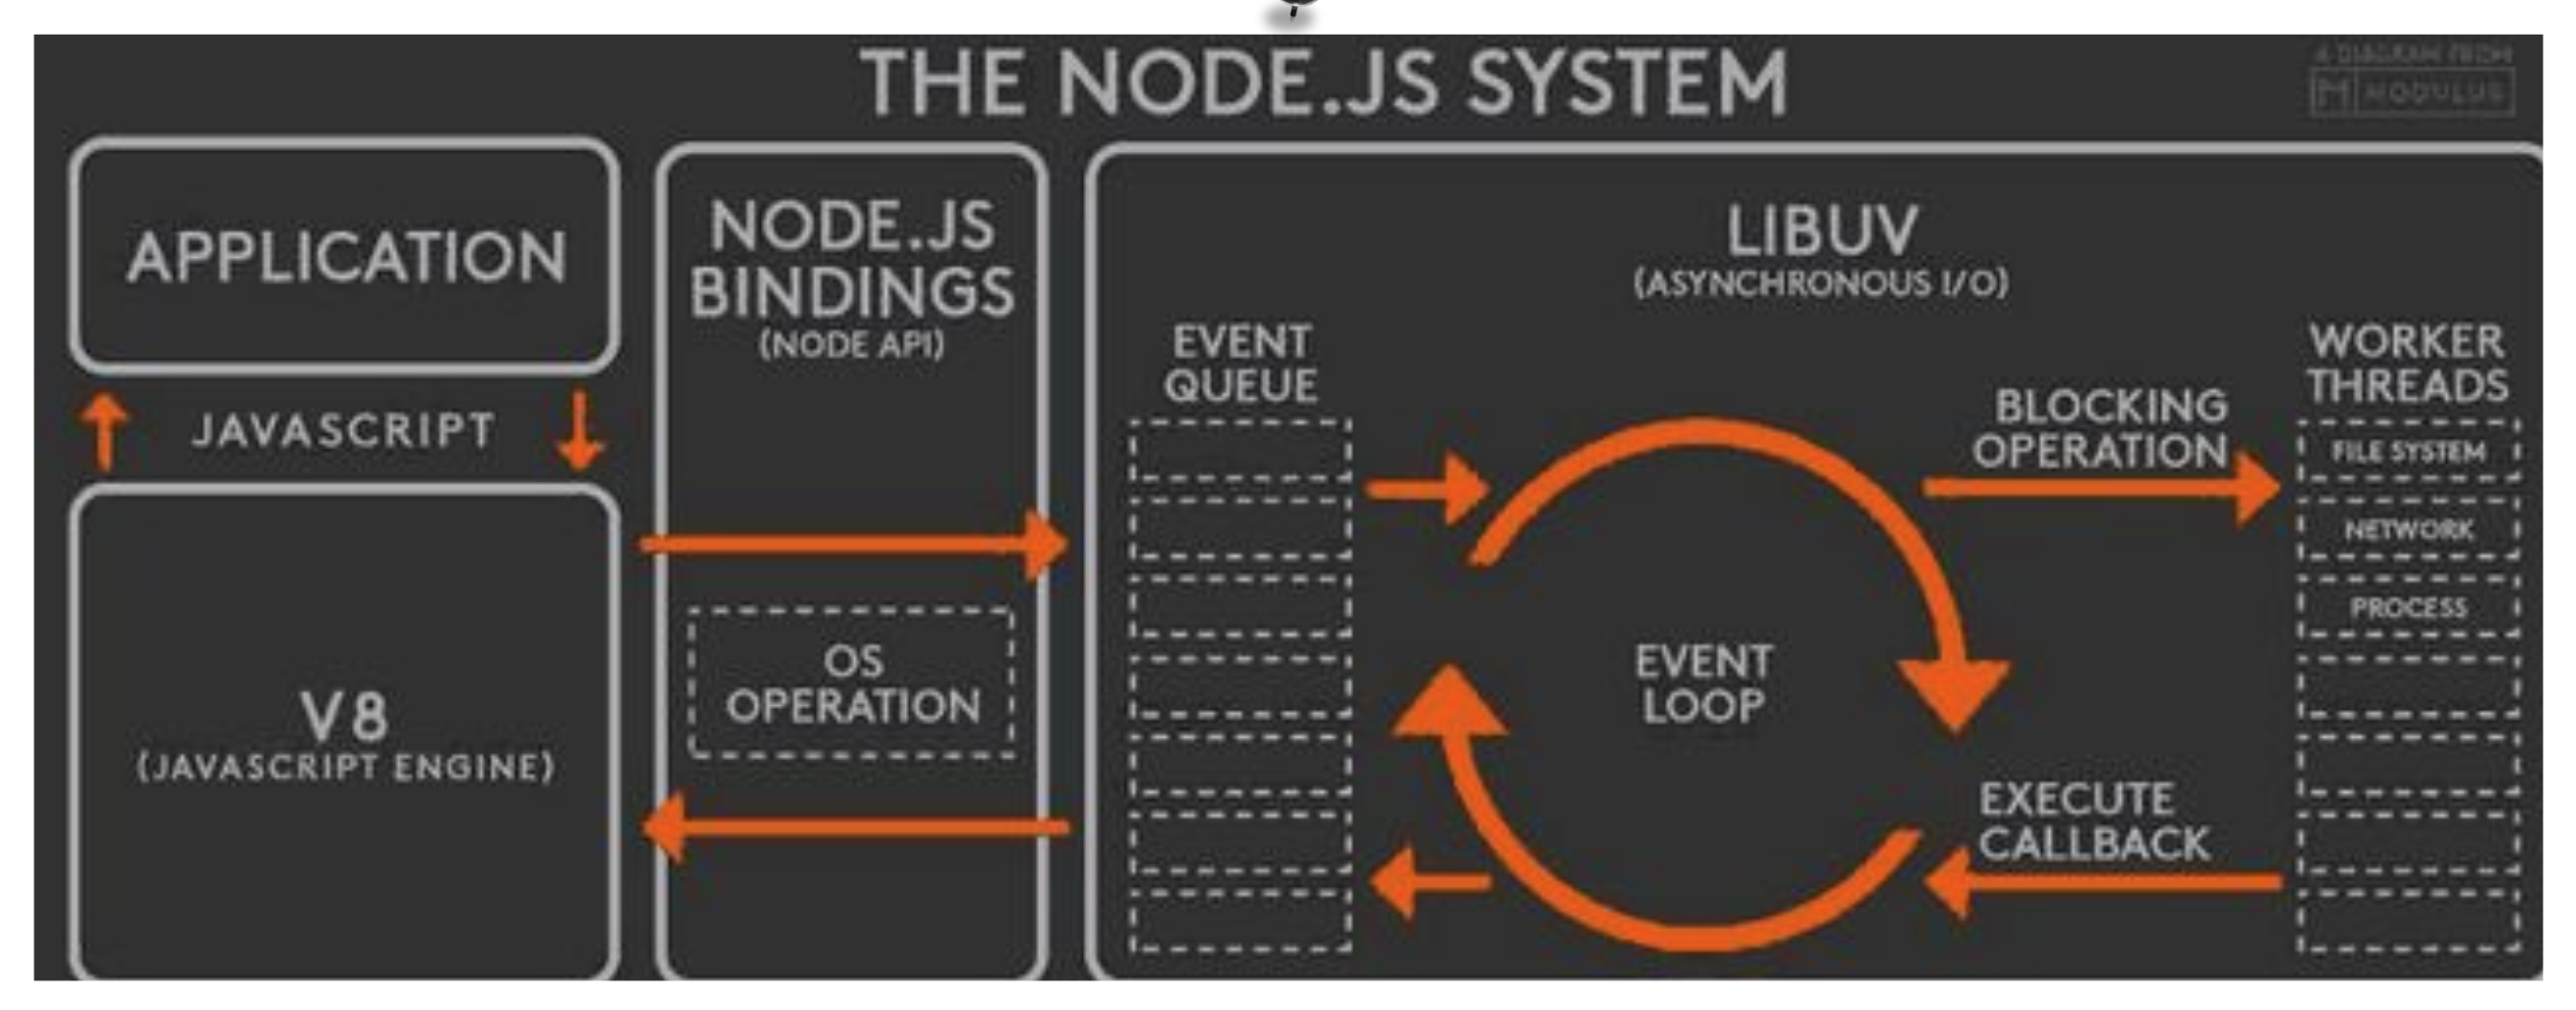 THE NODE.JS SYSTEM
A DIAGRAM FROM
MODULUS
APPLICATION
JAVASCRIPT
V8
(JAVASCRIPT ENGINE)
NODE.JS
BINDINGS
(NODE API)
OS
OPERATION
LIBUV
(ASYNCHRONOUS I/O)
EVENT
QUEUE
EVENT
LOOP
BLOCKING
OPERATION
EXECUTE
CALLBACK
WORKER
THREADS
FILE SYSTEM
NETWORK
PROCESS